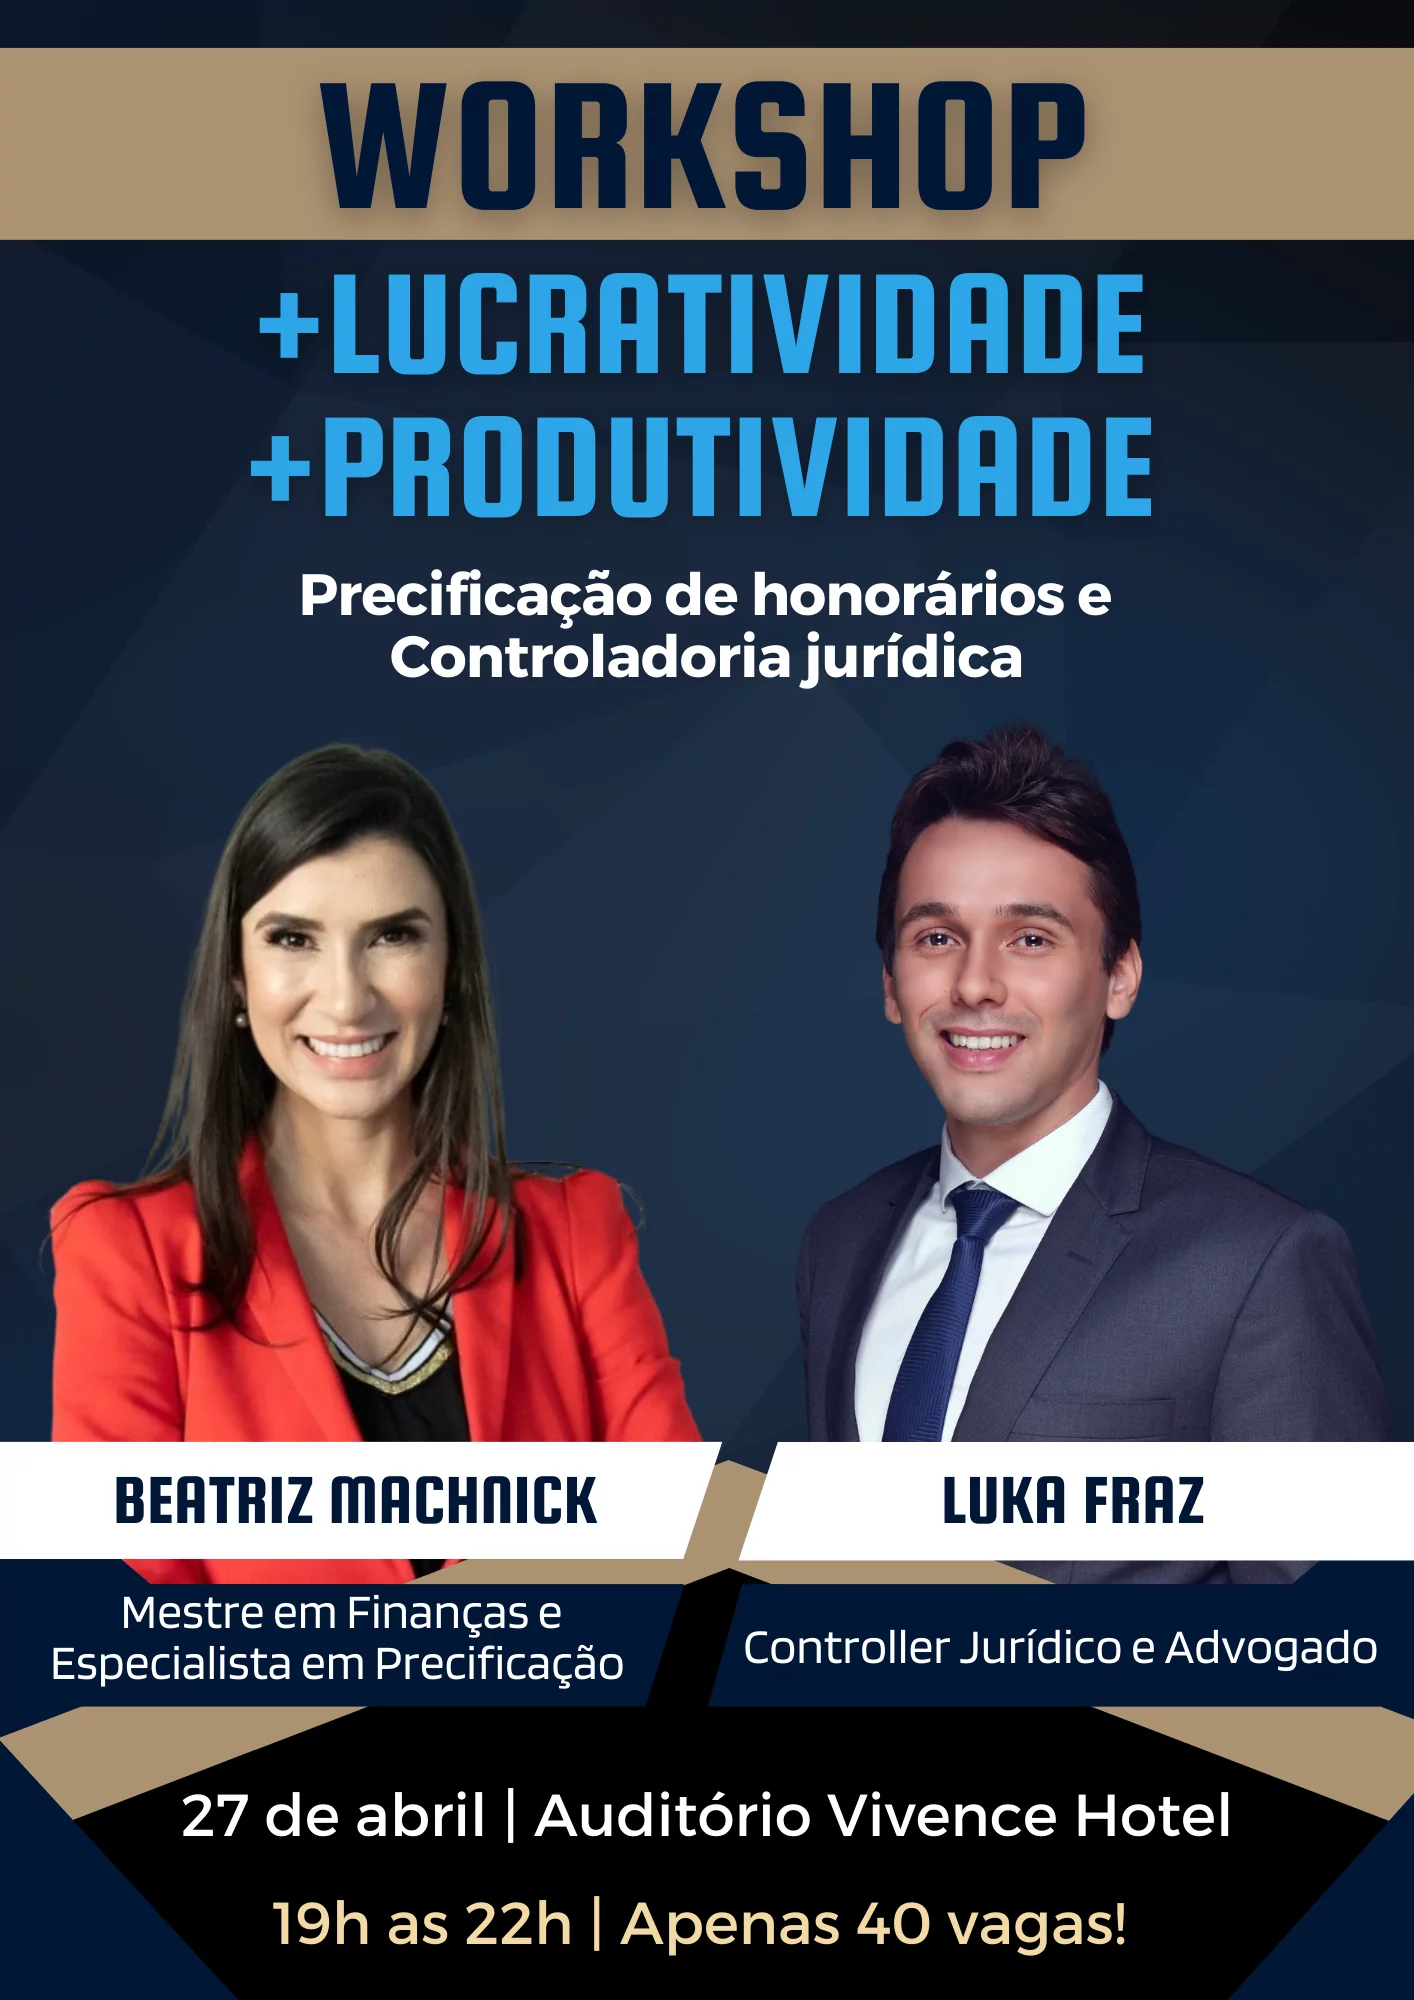 WORKSHOP
+LUCRATIVIDADE
+PRODUTIVIDADE
Precificação de honorários e
Controladoria jurídica
BEATRIZ MACHNICK
Mestre em Finanças e
Especialista em Precificação
LUKA FRAZ
Controller Jurídico e Advogado
27 de abril | Auditório Vivence Hotel
19h as 22h | Apenas 40 vagas!